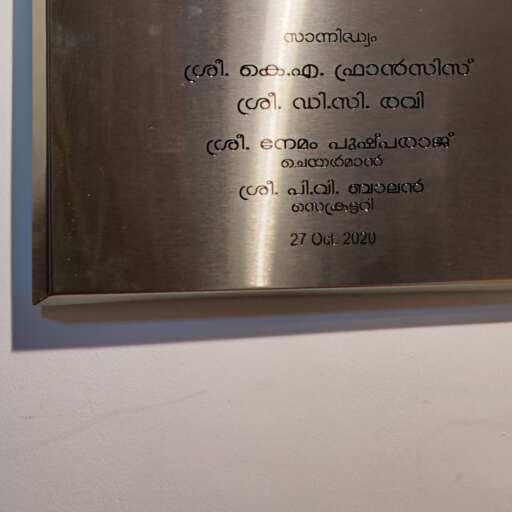 സാന്നിദ്ധ്യം
ശ്രീ. കെ.എ. ഫ്രാൻസിസ്
ശ്രീ. ഡി.സി. രവി
ശ്രീ. നേമം പുഷ്പരാജ്
ചെയർമാൻ
ശ്രീ. പി.വി. ബാലൻ
സെക്രട്ടറി
27 Oct. 2020